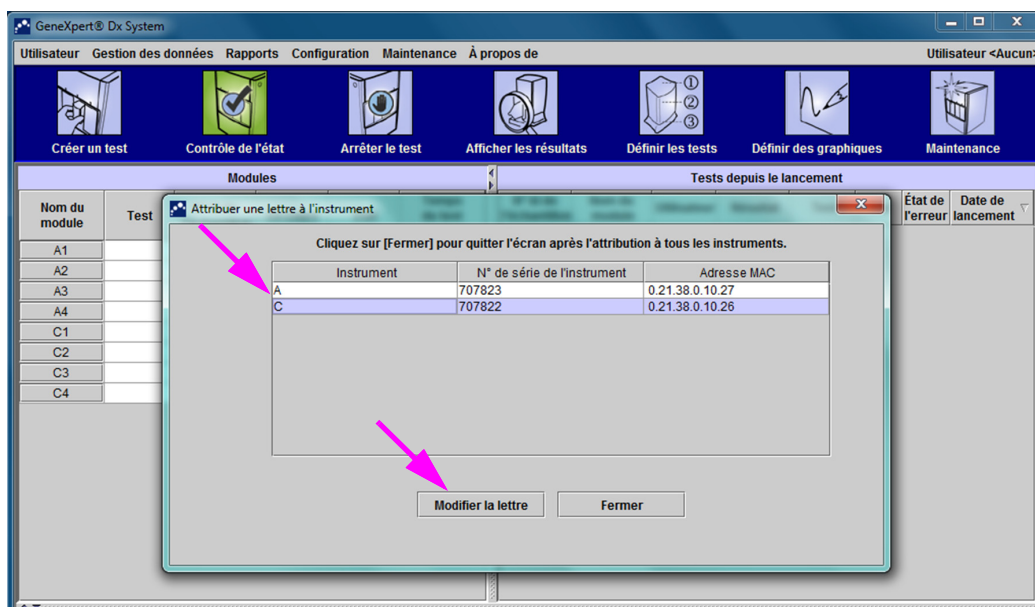 GeneXpert® Dx System
Utilisateur Gestion des données Rapports Configuration Maintenance À propos de Utilisateur <Aucun>
① ② ③
Créer un test Contrôle de l'état Arrêter le test Afficher les résultats Définir les tests Définir des graphiques Maintenance
Modules Tests depuis le lancement
Nom du module Test État de l'erreur Date de lancement
Attribuer une lettre à l'instrument
Cliquez sur [Fermer] pour quitter l'écran après l'attribution à tous les instruments.
Instrument N° de série de l'instrument Adresse MAC
A 707823 0.21.38.0.10.27
C 707822 0.21.38.0.10.26
Modifier la lettre Fermer
A1
A2
A3
A4
C1
C2
C3
C4